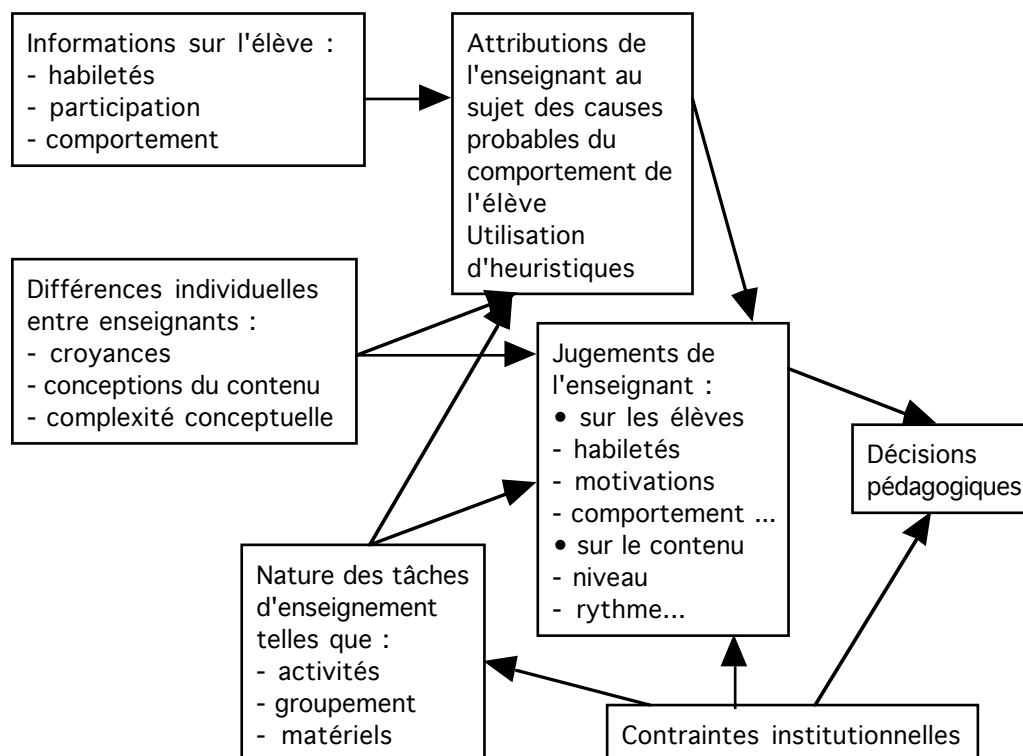 Informations sur l'élève :
- habiletés
- participation
- comportement
Attributions de
l'enseignant au
sujet des causes
probables du
comportement de
l'élève
Utilisation
d'heuristiques
Différences individuelles
entre enseignants :
- croyances
- conceptions du contenu
- complexité conceptuelle
Jugements de
l'enseignant :
• sur les élèves
- habiletés
- motivations
- comportement ...
• sur le contenu
- niveau
- rythme...
Décisions
pédagogiques
Nature des tâches
d'enseignement
telles que :
- activités
- groupement
- matériels
Contraintes institutionnelles